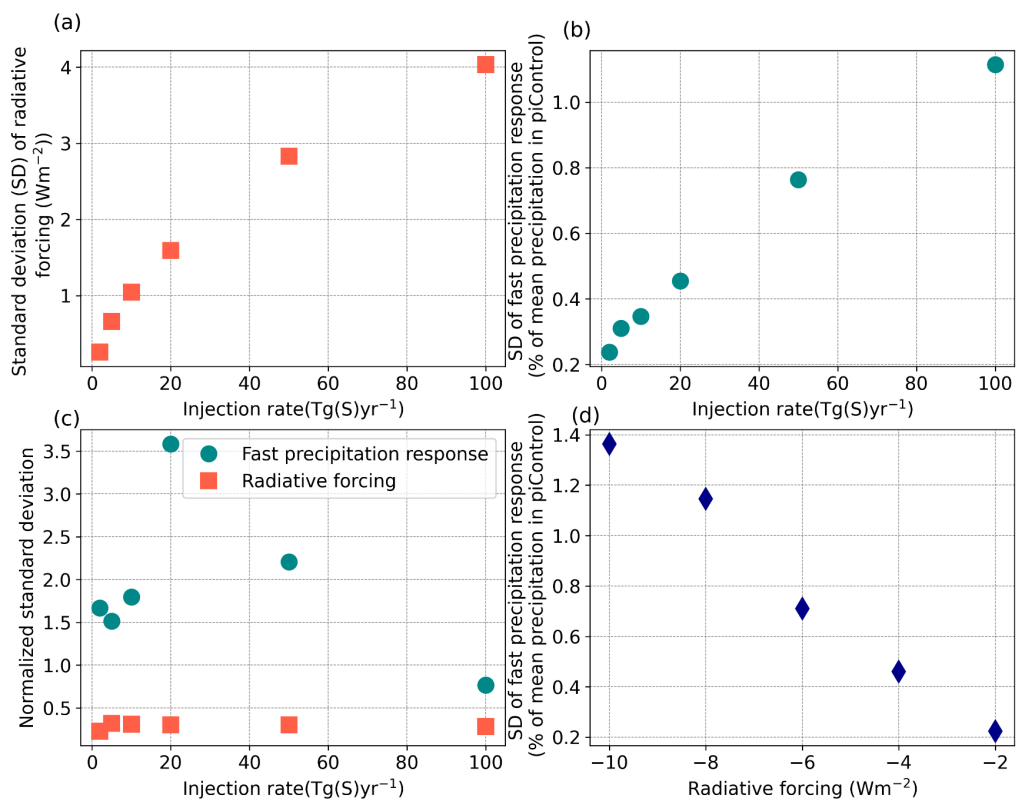 (a)
Standard deviation (SD) of radiative
forcing (Wm⁻²))
4
3
2
1
0 20 40 60 80 100
Injection rate(Tg(S)yr⁻¹)
(b)
SD of fast precipitation response
(% of mean precipitation in piControl)
1.0
0.8
0.6
0.4
0.2
0 20 40 60 80 100
Injection rate(Tg(S)yr⁻¹)
(c)
Normalized standard deviation
3.5
3.0
2.5
2.0
1.5
1.0
0.5
Fast precipitation response
Radiative forcing
0 20 40 60 80 100
Injection rate(Tg(S)yr⁻¹)
(d)
SD of fast precipitation response
(% of mean precipitation in piControl)
1.4
1.2
1.0
0.8
0.6
0.4
0.2
−10 −8 −6 −4 −2
Radiative forcing (Wm⁻²)